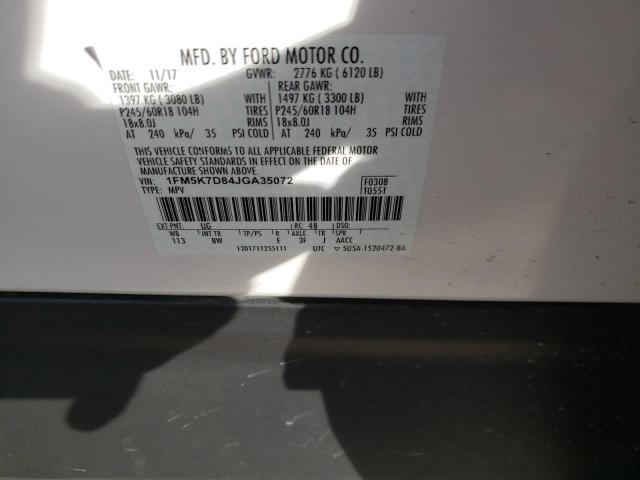 MFD. BY FORD MOTOR CO.
DATE: 11/17 GVWR: 2776 KG ( 6120 LB)
FRONT GAWR: REAR GAWR:
1397 KG ( 3080 LB) WITH 1497 KG ( 3300 LB) WITH
P245/60R18 104H TIRES P245/60R18 104H TIRES
18x8.0J RIMS 18x8.0J RIMS
AT 240 kPa/ 35 PSI COLD AT 240 kPa/ 35 PSI COLD
THIS VEHICLE CONFORMS TO ALL APPLICABLE FEDERAL MOTOR
VEHICLE SAFETY STANDARDS IN EFFECT ON THE DATE OF
MANUFACTURE SHOWN ABOVE.
VIN: 1FM5K7D84JGA35072 F0308
TYPE: MPV T0551
EXT PNT: UG RC: 48 DSO:
WB INT TR TP/PS R AXLE TR SPR
113 BW E 3F J AACC
1201711255111 UTC ▽ 5U5A-1520472-BA